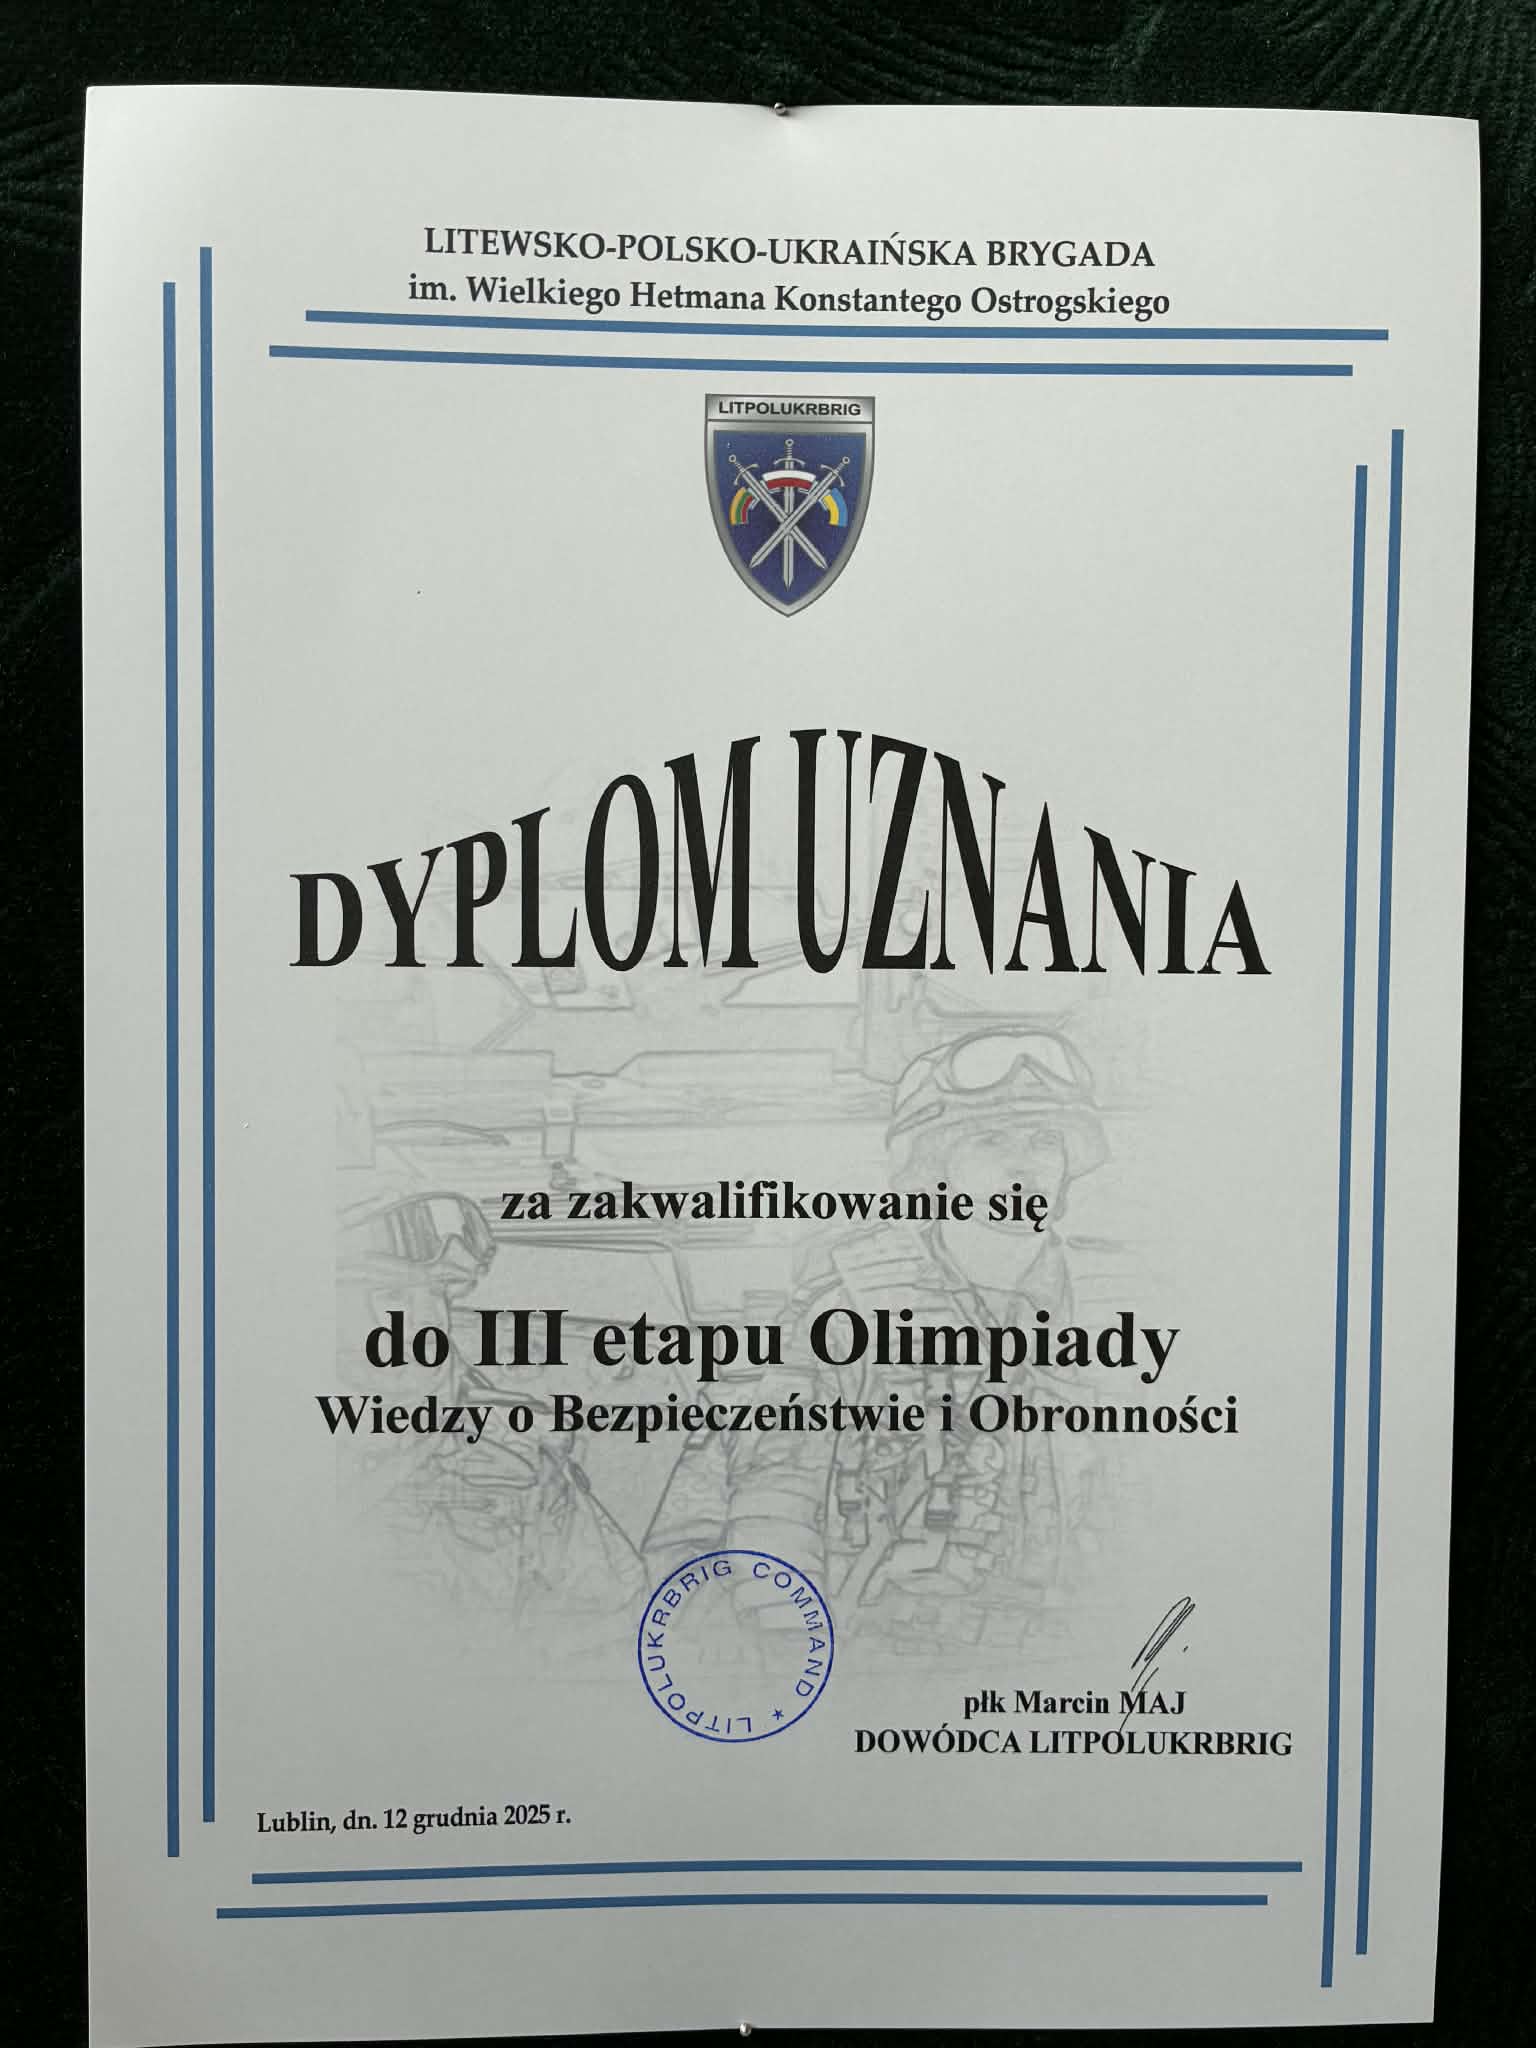 LITEWSKO-POLSKO-UKRAIŃSKA BRYGADA
im. Wielkiego Hetmana Konstantego Ostrogskiego
LITPOLUKRBRIG
DYPLOM UZNANIA
za zakwalifikowanie się
do III etapu Olimpiady
Wiedzy o Bezpieczeństwie i Obronności
LITPOLUKRBRIG COMMAND *
płk Marcin MAJ
DOWÓDCA LITPOLUKRBRIG
Lublin, dn. 12 grudnia 2025 r.